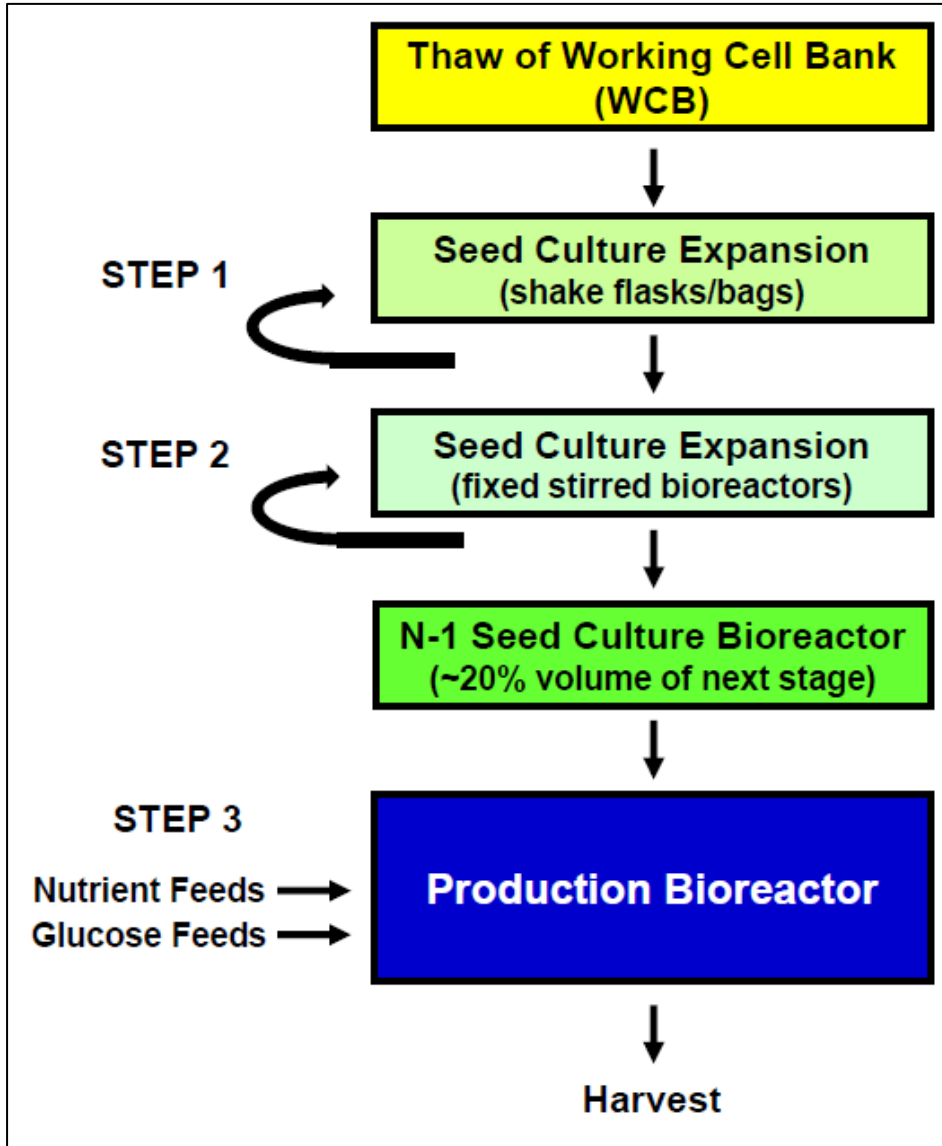 Thaw of Working Cell Bank
(WCB)
STEP 1
Seed Culture Expansion
(shake flasks/bags)
STEP 2
Seed Culture Expansion
(fixed stirred bioreactors)
N-1 Seed Culture Bioreactor
(~20% volume of next stage)
STEP 3
Nutrient Feeds
Glucose Feeds
Production Bioreactor
Harvest